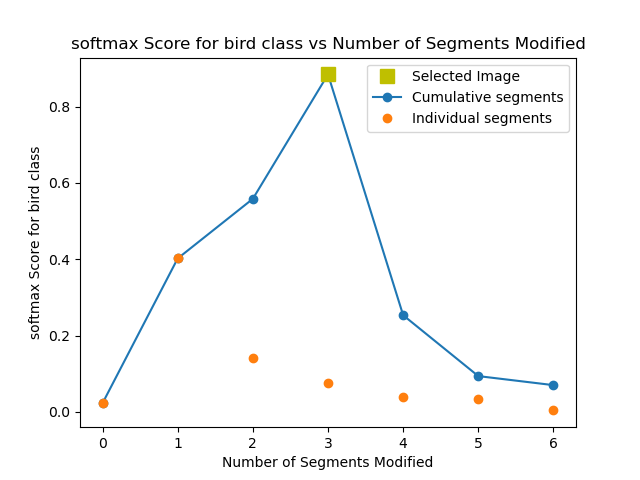 softmax Score for bird class vs Number of Segments Modified
Selected Image
Cumulative segments
Individual segments
softmax Score for bird class
0.8
0.6
0.4
0.2
0.0
0 1 2 3 4 5 6
Number of Segments Modified